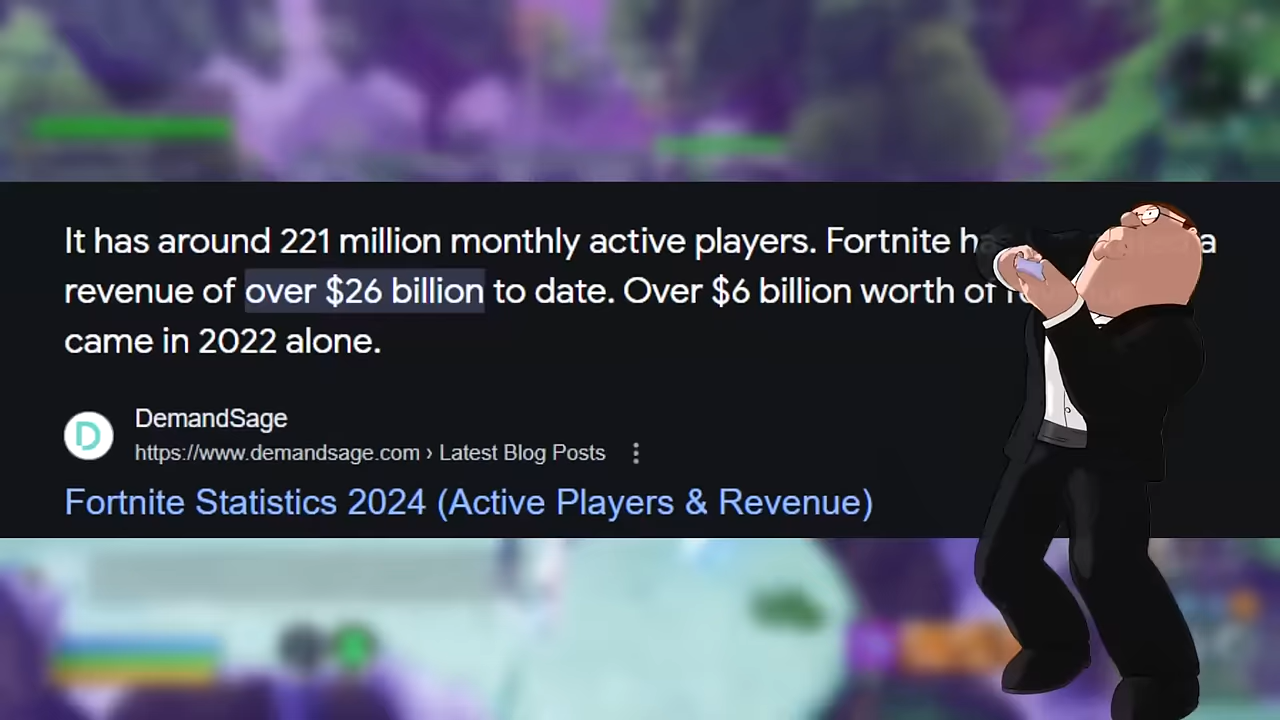 It has around 221 million monthly active players. Fortnite has a
revenue of over $26 billion to date. Over $6 billion worth of
came in 2022 alone.
DemandSage
https://www.demandsage.com › Latest Blog Posts
Fortnite Statistics 2024 (Active Players & Revenue)